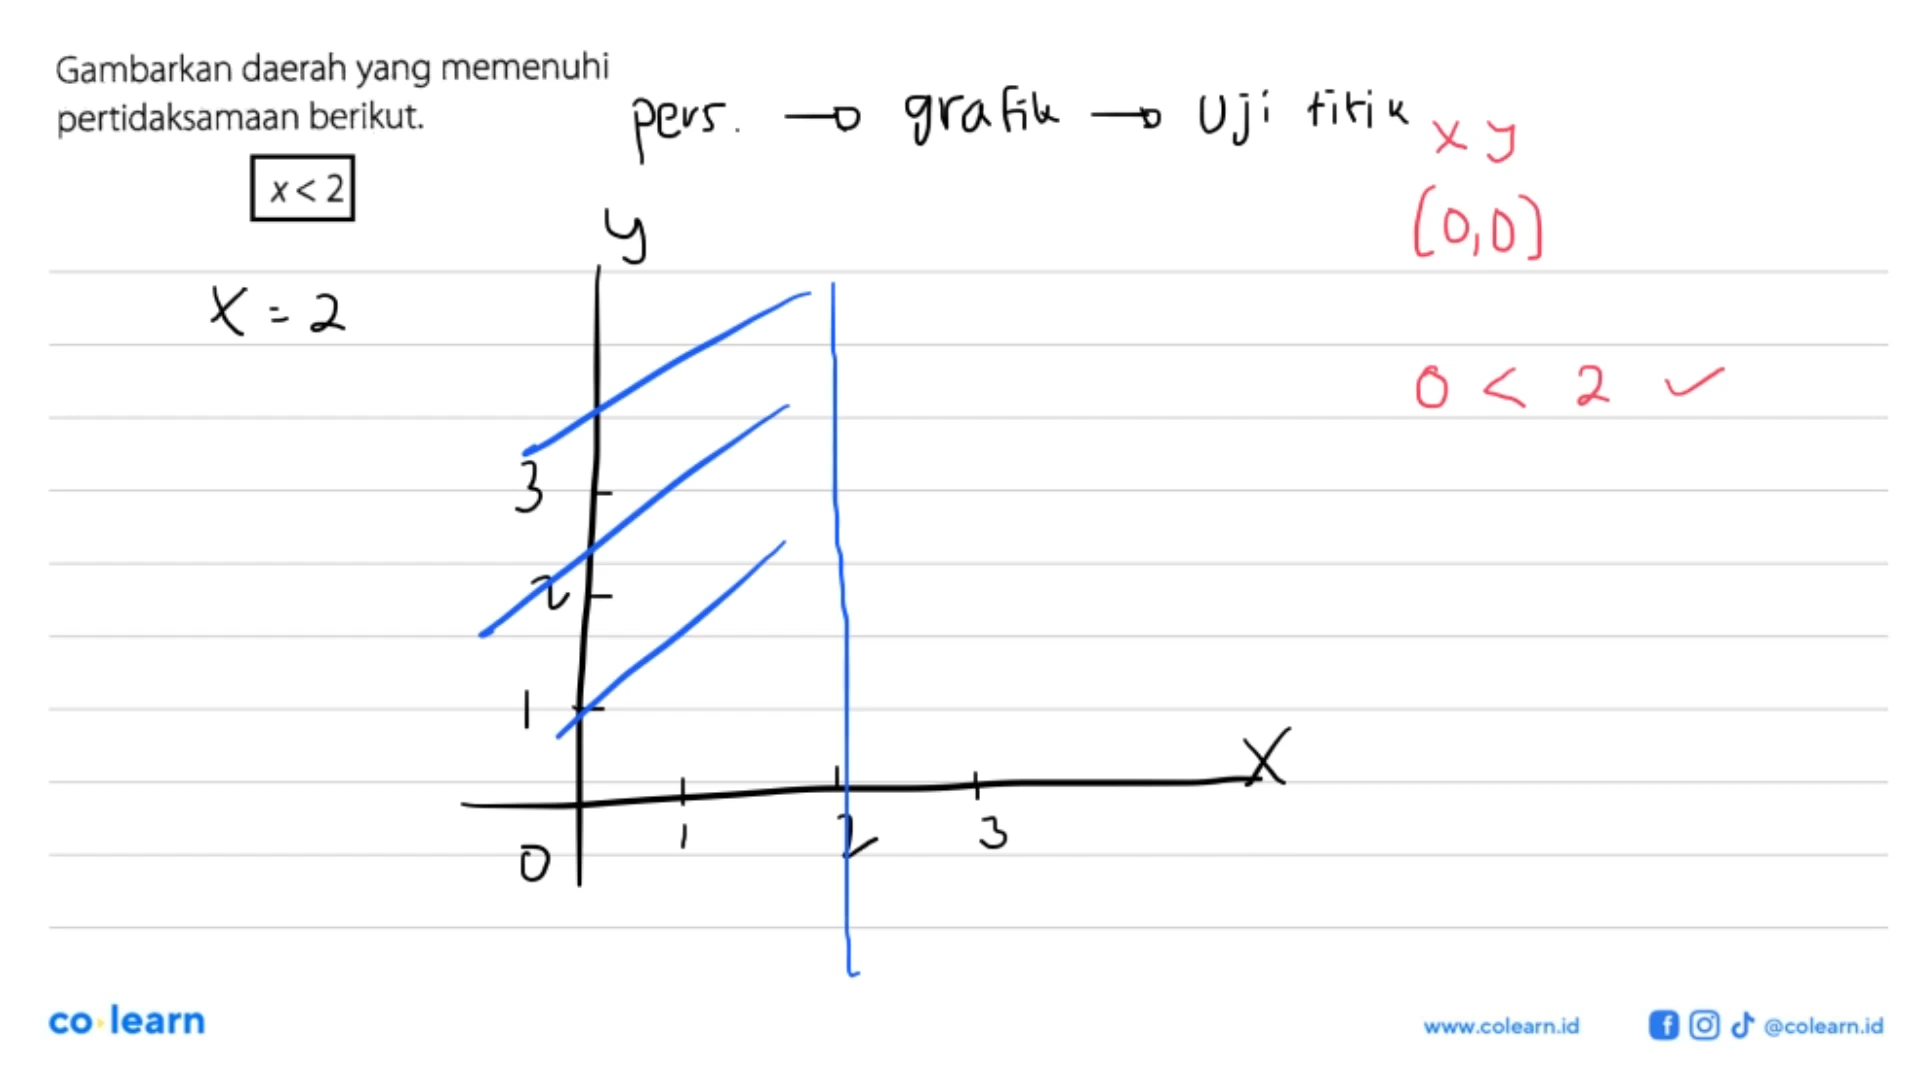 Gambarkan daerah yang memenuhi
pertidaksamaan berikut.
x < 2
pers. → grafik → Uji titik
x y
(0,0)
y
X = 2
0 < 2 ✓
3
2
1
X
0
1
2
3
co learn
www.colearn.id
@colearn.id